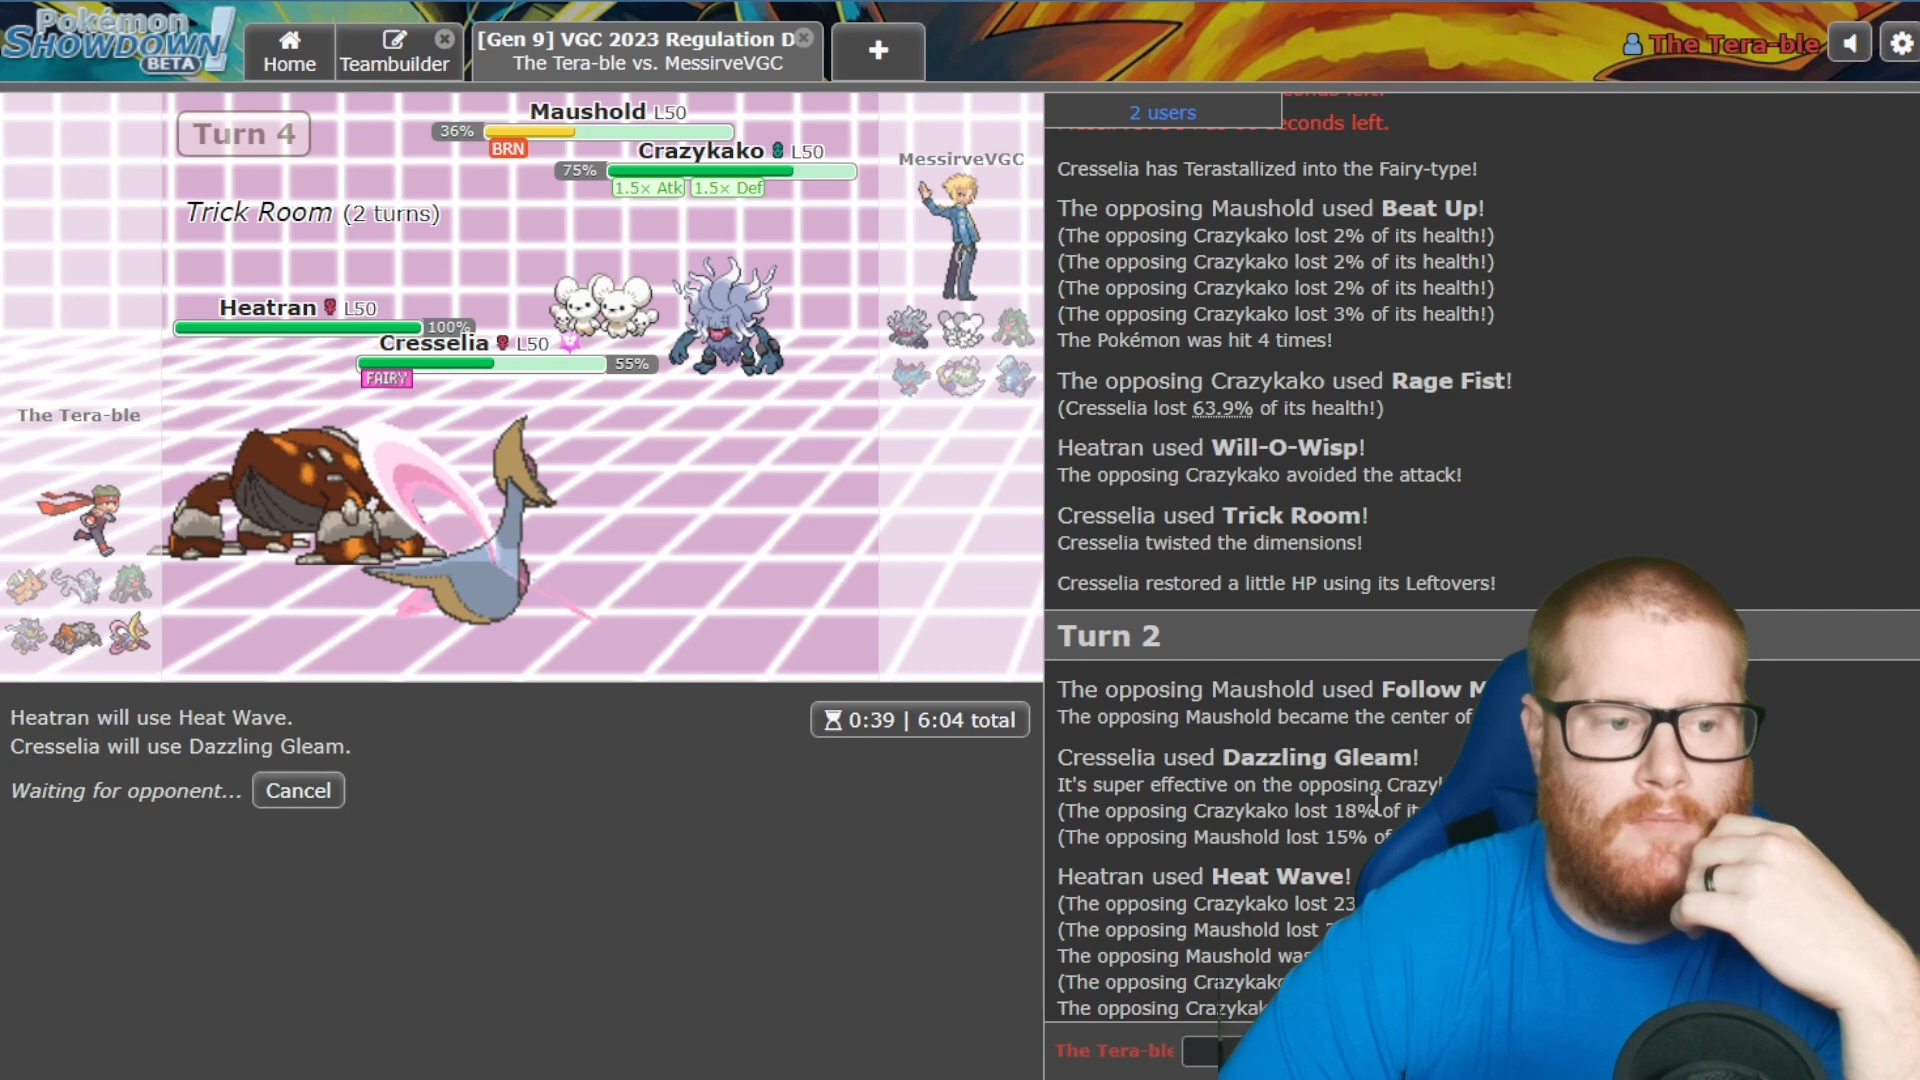 Pokémon
SHOWDOWN!
BETA
Home
Teambuilder
[Gen 9] VGC 2023 Regulation D
The Tera-ble vs. MessirveVGC
The Tera-ble
Turn 4
Maushold L50
36%
BRN
Crazykako L50
75%
1.5× Atk 1.5× Def
MessirveVGC
Trick Room (2 turns)
Heatran L50
100%
Cresselia L50
55%
FAIRY
The Tera-ble
Heatran will use Heat Wave.
Cresselia will use Dazzling Gleam.
0:39 | 6:04 total
Waiting for opponent... Cancel
2 users
seconds left.
Cresselia has Terastallized into the Fairy-type!
The opposing Maushold used Beat Up!
(The opposing Crazykako lost 2% of its health!)
(The opposing Crazykako lost 2% of its health!)
(The opposing Crazykako lost 2% of its health!)
(The opposing Crazykako lost 3% of its health!)
The Pokémon was hit 4 times!
The opposing Crazykako used Rage Fist!
(Cresselia lost 63.9% of its health!)
Heatran used Will-O-Wisp!
The opposing Crazykako avoided the attack!
Cresselia used Trick Room!
Cresselia twisted the dimensions!
Cresselia restored a little HP using its Leftovers!
Turn 2
The opposing Maushold used Follow
The opposing Maushold became the center of
Cresselia used Dazzling Gleam!
It's super effective on the opposing
(The opposing Crazykako lost 18% of
(The opposing Maushold lost 15% of
Heatran used Heat Wave!
(The opposing Crazykako lost 23
(The opposing Maushold lost
The opposing Maushold was
(The opposing Crazykako
The opposing
The Tera-ble